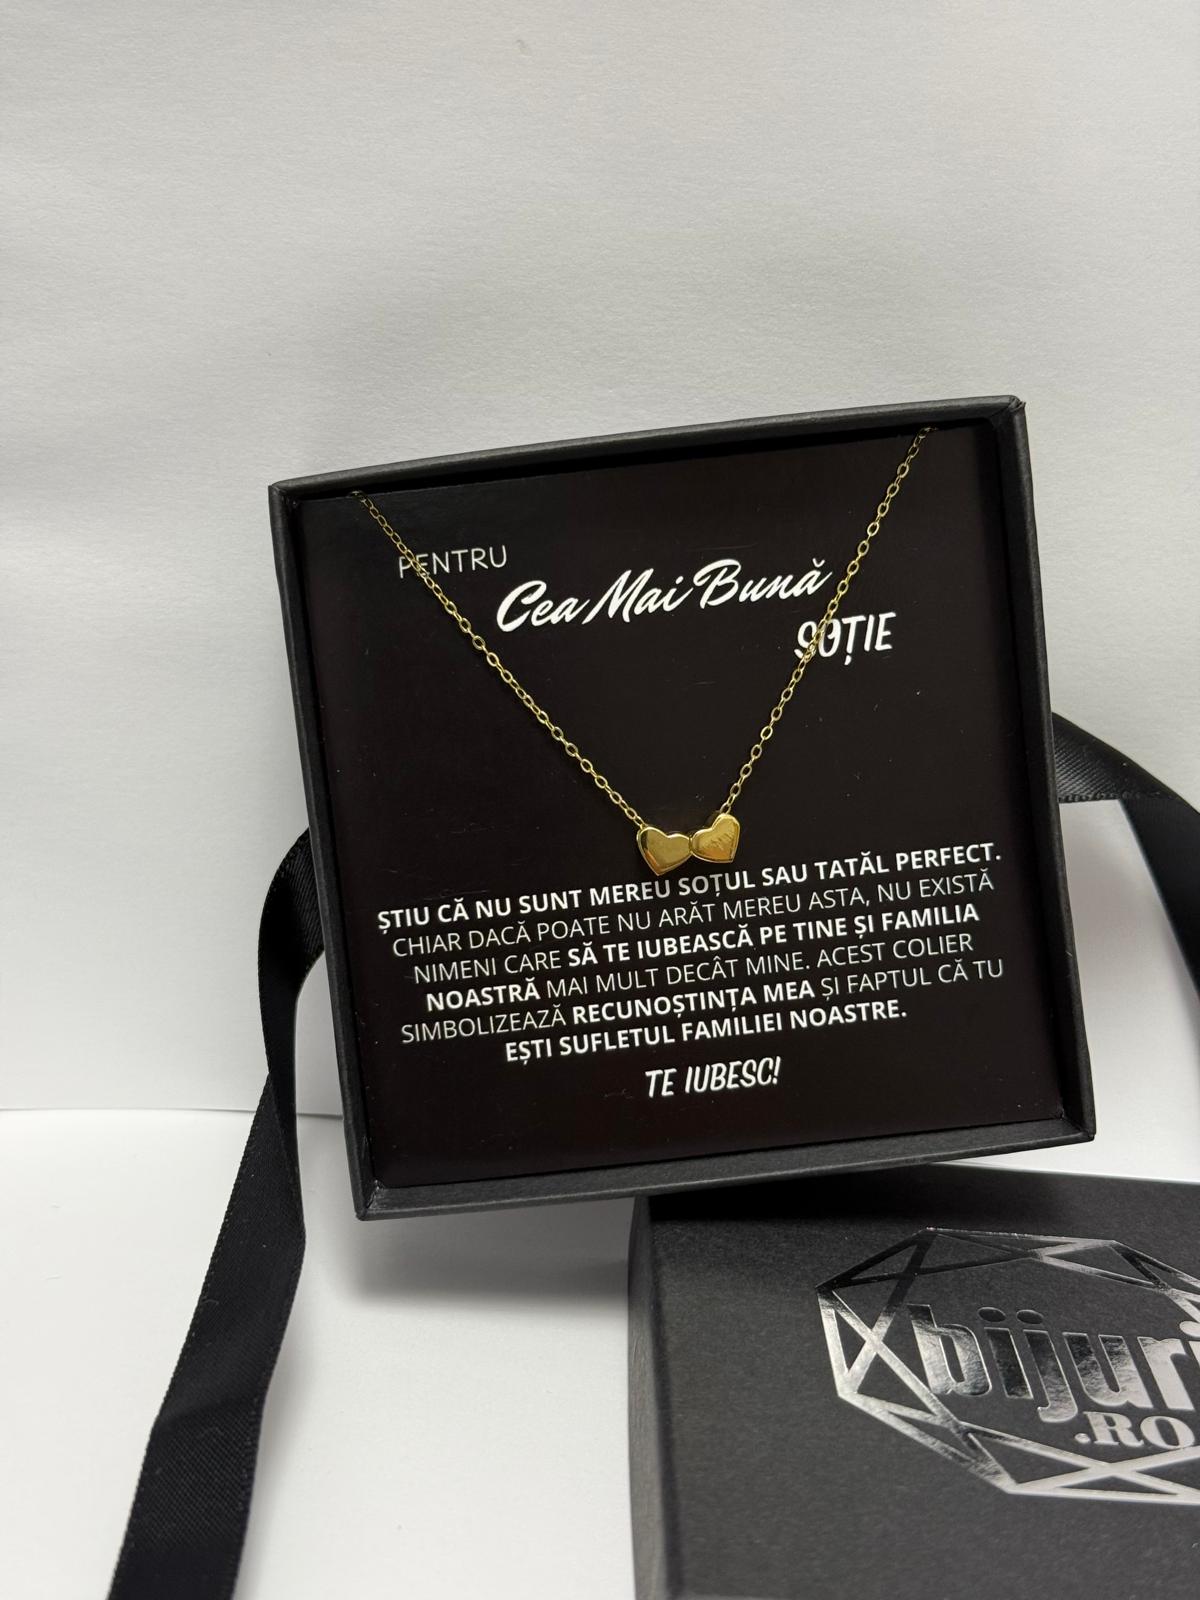 PENTRU
Cea Mai Bună
SOȚIE
ȘTIU CĂ NU SUNT MEREU SOȚUL SAU TATĂL PERFECT.
CHIAR DACĂ POATE NU ARĂT MEREU ASTA, NU EXISTĂ
NIMENI CARE SĂ TE IUBEASCĂ PE TINE ȘI FAMILIA
NOASTRĂ MAI MULT DECÂT MINE. ACEST COLIER
SIMBOLIZEAZĂ RECUNOȘTINȚA MEA ȘI FAPTUL CĂ TU
EȘTI SUFLETUL FAMILIEI NOASTRE.
TE IUBESC!
bijuri
.RO